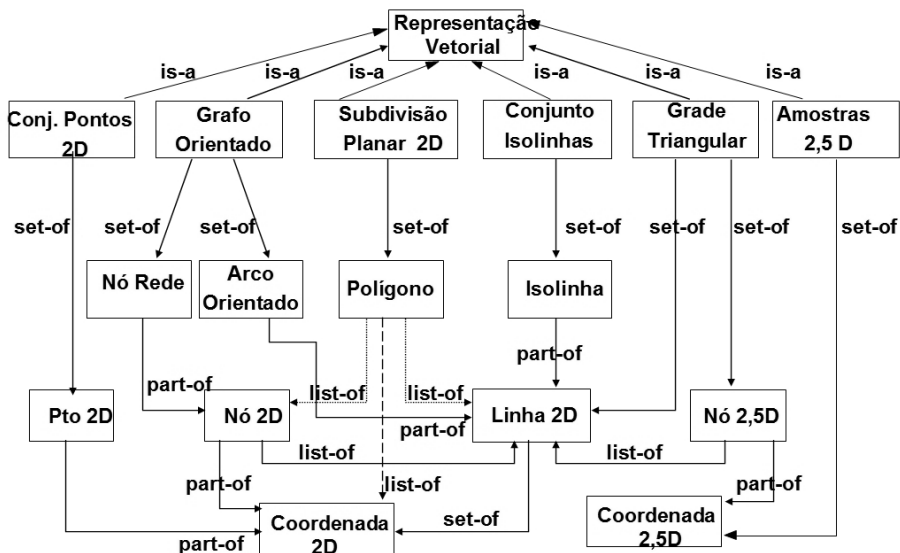 Representação
Vetorial
is-a
is-a
is-a
is-a
is-a
is-a
Conj. Pontos
2D
Grafo
Orientado
Subdivisão
Planar 2D
Conjunto
Isolinhas
Grade
Triangular
Amostras
2,5 D
set-of
set-of
set-of
set-of
set-of
set-of
set-of
set-of
Nó Rede
Arco
Orientado
Polígono
Isolinha
part-of
part-of
list-of
list-of
Pto 2D
Nó 2D
part-of
Linha 2D
Nó 2,5D
list-of
list-of
part-of
list-of
part-of
Coordenada
2D
set-of
Coordenada
2,5D
part-of